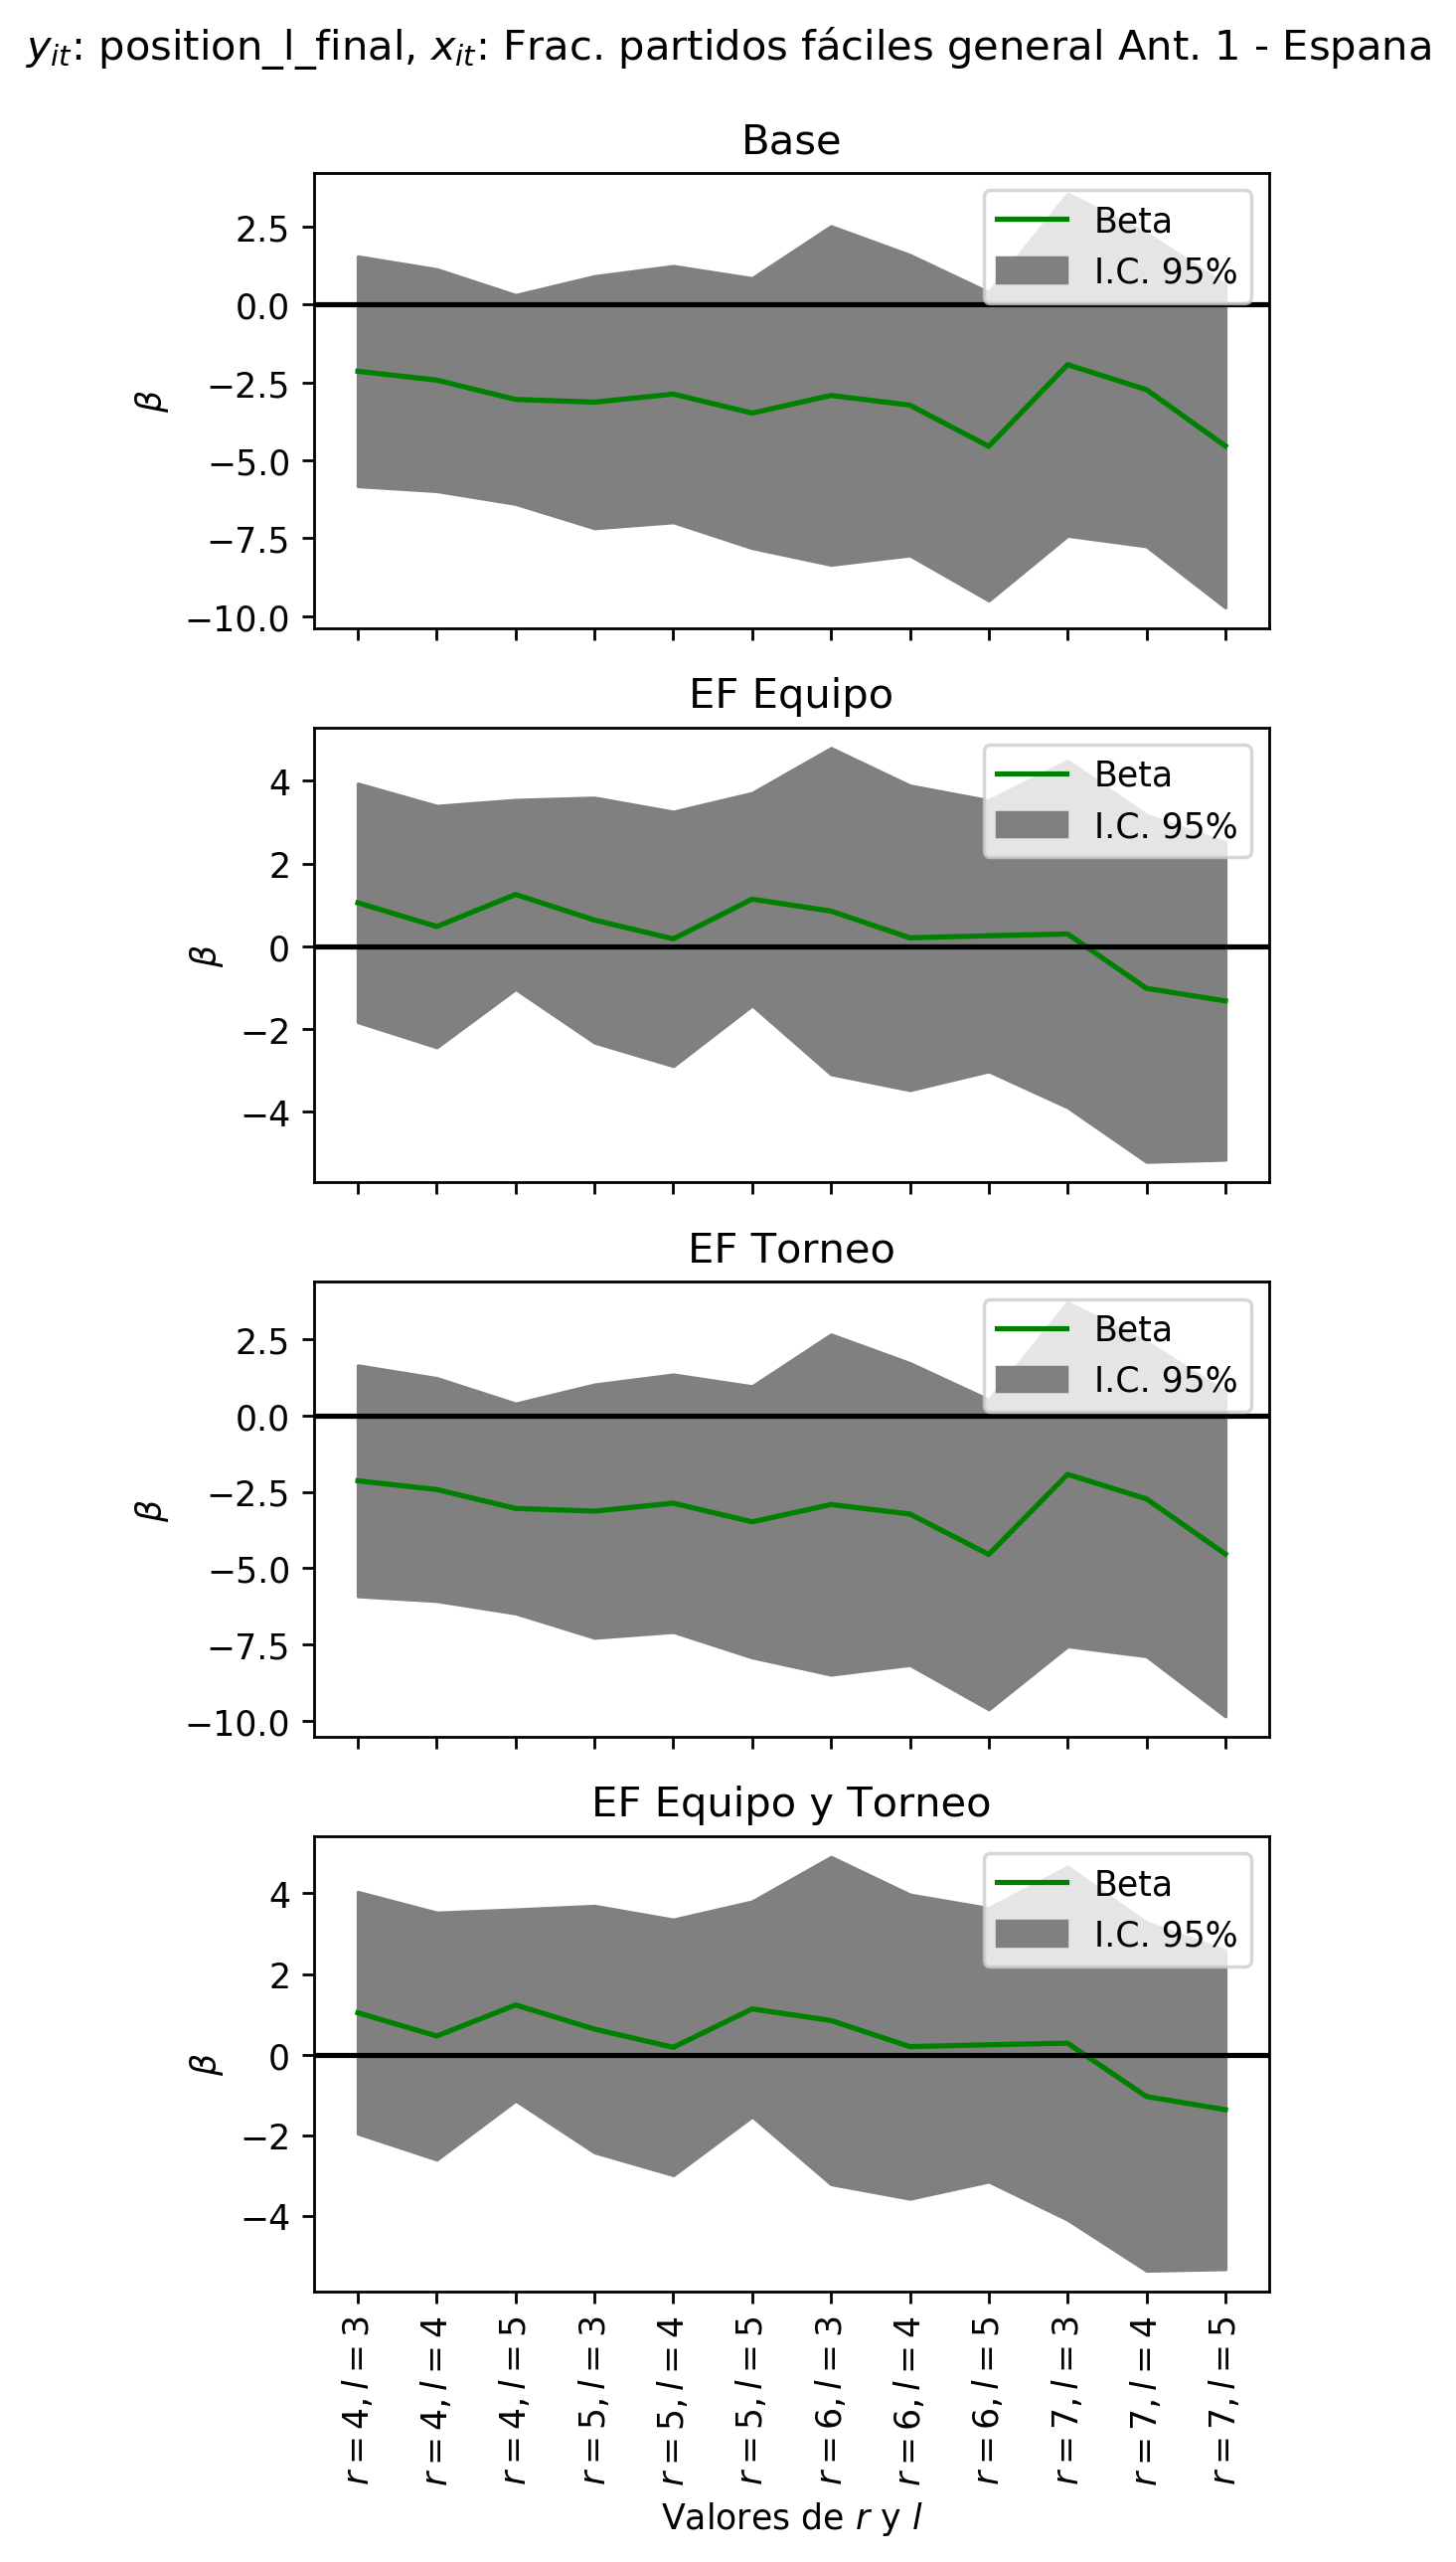 y_it: position_l_final, x_it: Frac. partidos fáciles general Ant. 1 - Espana
Base
2.5
0.0
−2.5
−5.0
−7.5
−10.0
β
Beta
I.C. 95%
EF Equipo
4
2
0
−2
−4
β
Beta
I.C. 95%
EF Torneo
2.5
0.0
−2.5
−5.0
−7.5
−10.0
β
Beta
I.C. 95%
EF Equipo y Torneo
4
2
0
−2
−4
β
Beta
I.C. 95%
r = 4, l = 3
r = 4, l = 4
r = 4, l = 5
r = 5, l = 3
r = 5, l = 4
r = 5, l = 5
r = 6, l = 3
r = 6, l = 4
r = 6, l = 5
r = 7, l = 3
r = 7, l = 4
r = 7, l = 5
Valores de r y l